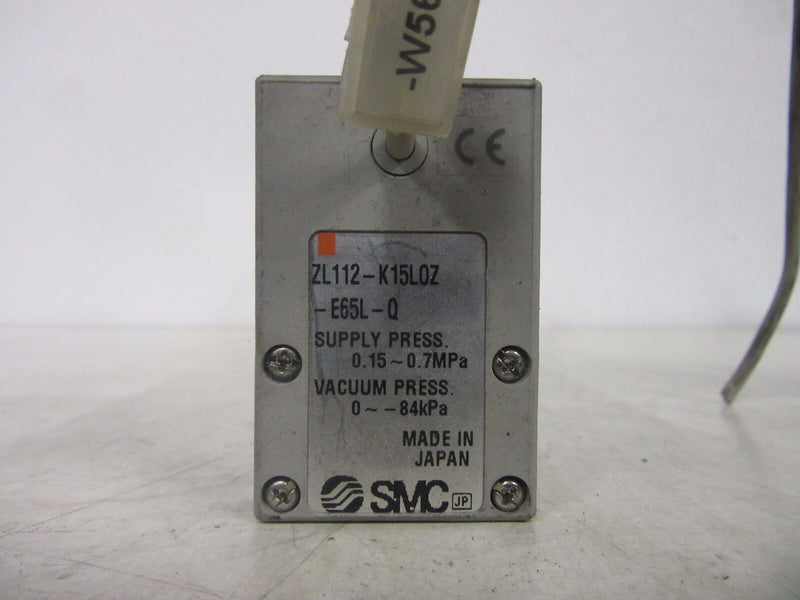 -W56
CE
ZL112-K15LOZ
-E65L-Q
SUPPLY PRESS.
0.15~0.7MPa
VACUUM PRESS.
0~-84kPa
MADE IN
JAPAN
SMC JP